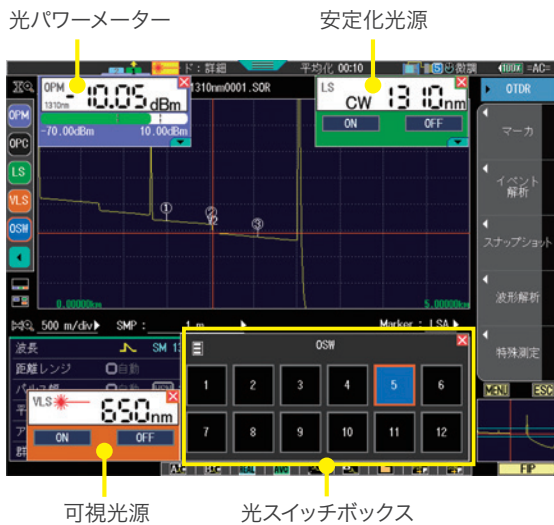 光パワーメーター
安定化光源
ド：詳細
平均化 00:10
微調
100%
=AC=
1310nm0001.SOR
OPM
1310nm
-10.05 dBm
-70.00dBm
10.00dBm
LS
CW 1310nm
ON
OFF
OTDR
OPM
OPC
LS
VLS
OSW
マーカ
イベント
解析
スナップショット
波形解析
特殊測定
①
②
V2
③
0.00000km
5.00000km
500 m/div
SMP :
1 m
Marker : LSA
波長
SM
距離レンジ
自動
OSW
1
2
3
4
5
6
7
8
9
10
11
12
VLS
650nm
ON
OFF
MENU
ESC
REAL
AVG
FIP
可視光源
光スイッチボックス